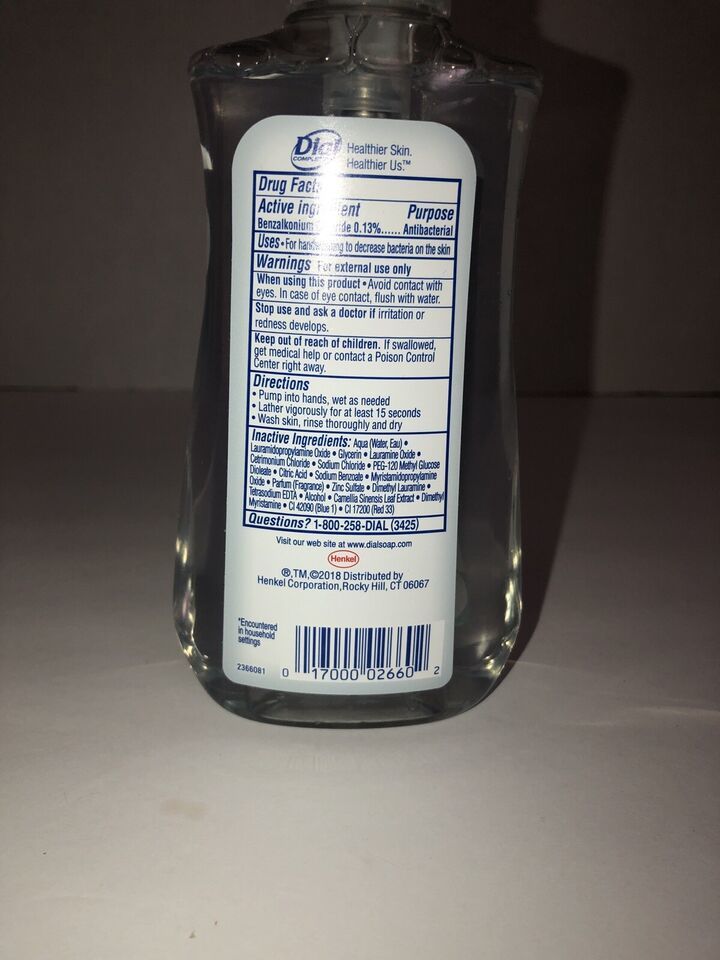 Dial Healthier Skin.
COMPLETE Healthier Us.™
Drug Facts
Active ingredient Purpose
Benzalkonium Chloride 0.13%...... Antibacterial
Uses • For handwashing to decrease bacteria on the skin
Warnings For external use only
When using this product • Avoid contact with
eyes. In case of eye contact, flush with water.
Stop use and ask a doctor if irritation or
redness develops.
Keep out of reach of children. If swallowed,
get medical help or contact a Poison Control
Center right away.
Directions
• Pump into hands, wet as needed
• Lather vigorously for at least 15 seconds
• Wash skin, rinse thoroughly and dry
Inactive Ingredients: Aqua (Water, Eau) •
Lauramidopropylamine Oxide • Glycerin • Lauramine Oxide •
Cetrimonium Chloride • Sodium Chloride • PEG-120 Methyl Glucose
Dioleate • Citric Acid • Sodium Benzoate • Myristamidopropylamine
Oxide • Parfum (Fragrance) • Zinc Sulfate • Dimethyl Lauramine •
Tetrasodium EDTA • Alcohol • Camellia Sinensis Leaf Extract • Dimethyl
Myristamine • CI 42090 (Blue 1) • CI 17200 (Red 33)
Questions? 1-800-258-DIAL (3425)
Visit our web site at www.dialsoap.com
Henkel
®,TM,©2018 Distributed by
Henkel Corporation, Rocky Hill, CT 06067
*Encountered
in household
settings
2366081 0 17000 02660 2